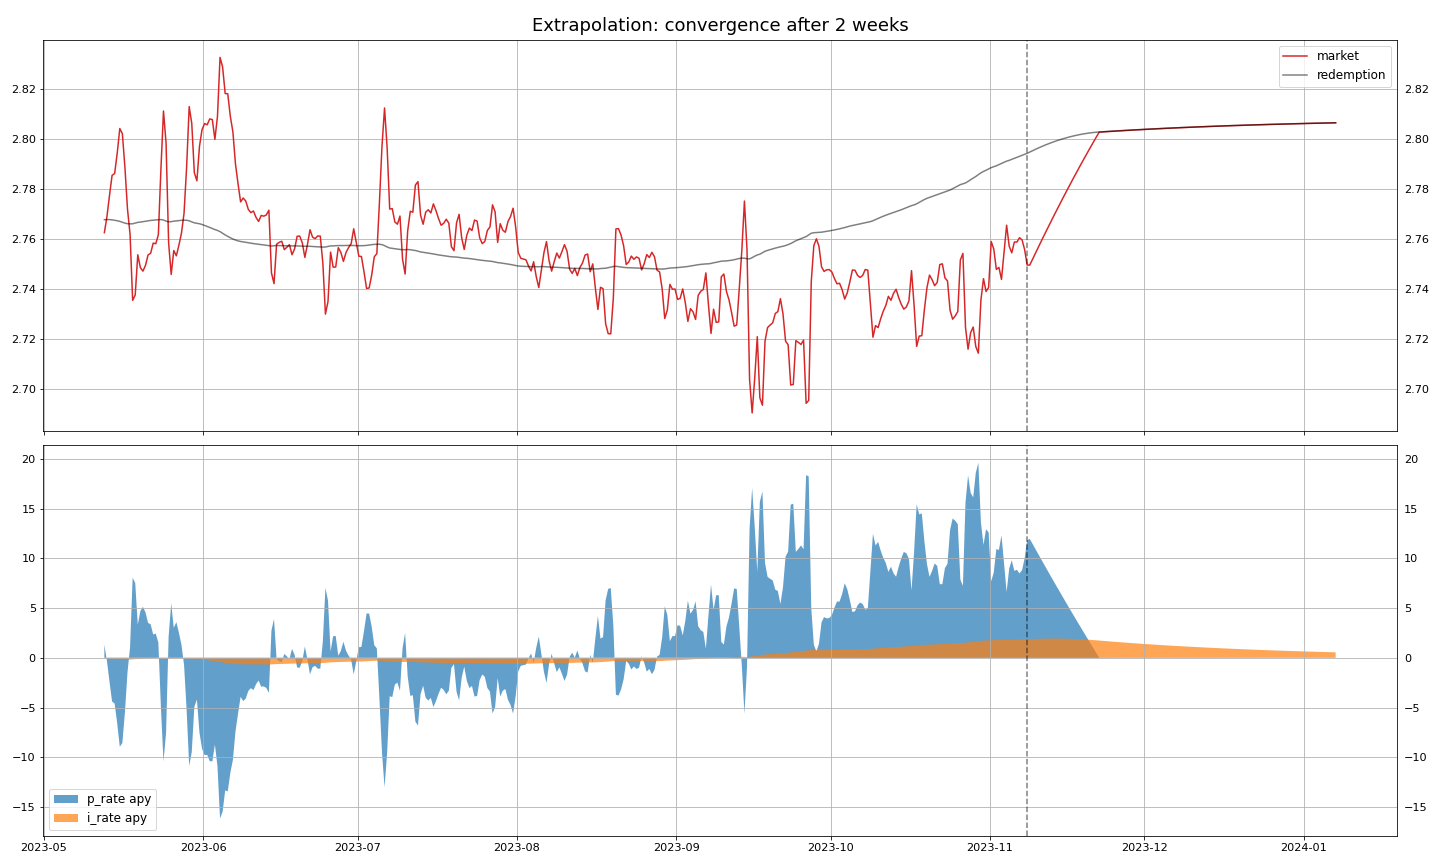 Extrapolation: convergence after 2 weeks
market
redemption
2.82 2.82
2.80 2.80
2.78 2.78
2.76 2.76
2.74 2.74
2.72 2.72
2.70 2.70
20 20
15 15
10 10
5 5
0 0
−5 −5
−10 −10
−15 −15
p_rate apy
i_rate apy
2023-05 2023-06 2023-07 2023-08 2023-09 2023-10 2023-11 2023-12 2024-01